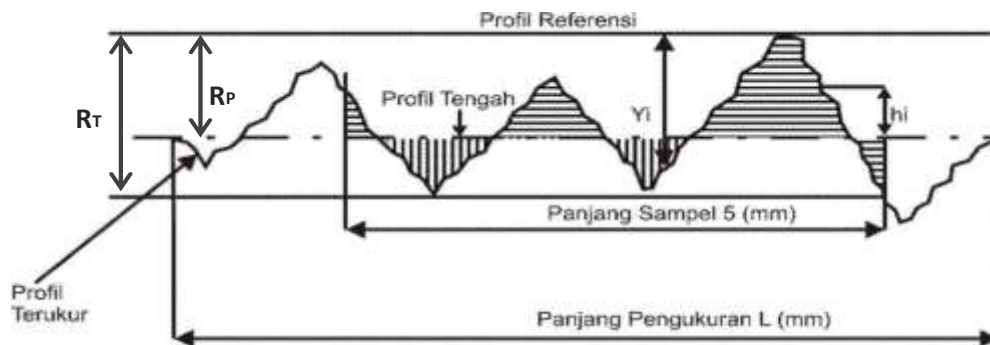 Profil Referensi
RT
RP
Profil Tengah
Yi
hi
Panjang Sampel 5 (mm)
Profil
Terukur
Panjang Pengukuran L (mm)